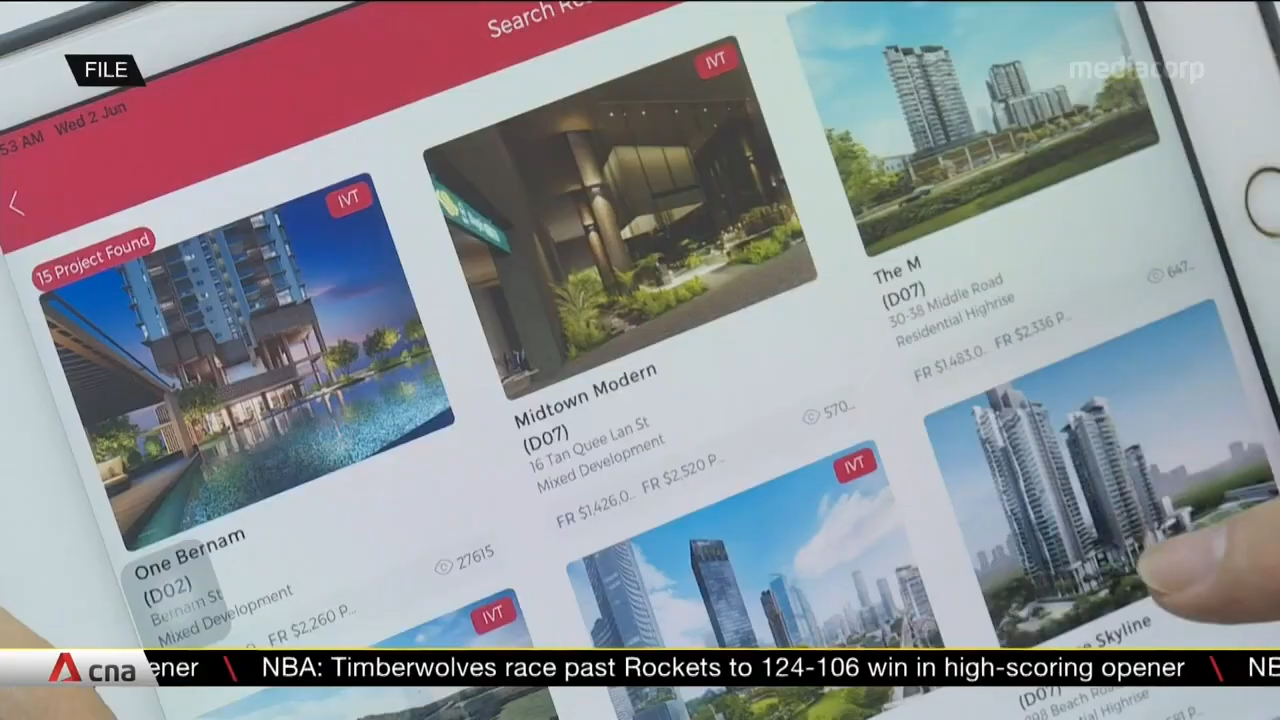 FILE
mediacorp
Search
53 AM Wed 2 Jun
15 Project Found
IVT
One Bernam
(D02)
Bernam St
Mixed Development
27615
FR $2,260 P...
IVT
Midtown Modern
(D07)
16 Tan Quee Lan St
Mixed Development
570...
FR $1,426,0... FR $2,520 P...
The M
(D07)
30-38 Middle Road
Residential Highrise
647...
FR $1,483,0... FR $2,336 P...
IVT
IVT
Skyline
(D07)
Beach
Highrise
cna
ener \ NBA: Timberwolves race past Rockets to 124-106 win in high-scoring opener \ NE